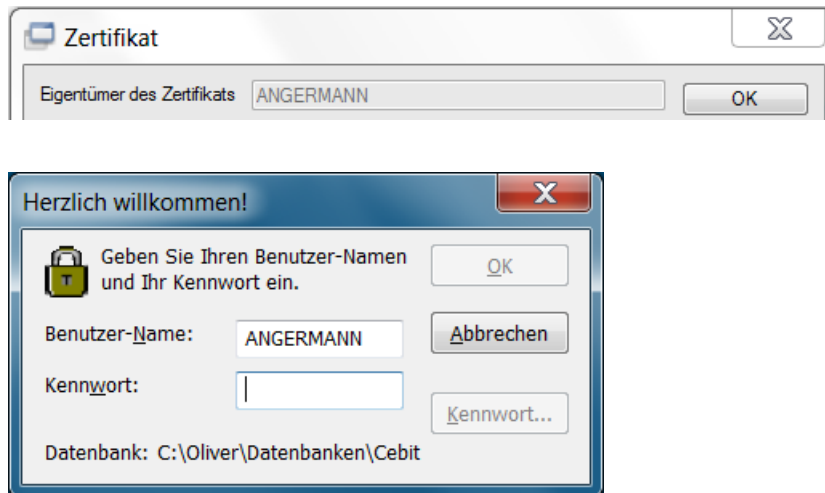 Zertifikat
Eigentümer des Zertifikats ANGERMANN OK
Herzlich willkommen!
Geben Sie Ihren Benutzer-Namen
und Ihr Kennwort ein.
OK
Benutzer-Name: ANGERMANN Abbrechen
Kennwort:
Kennwort...
Datenbank: C:\Oliver\Datenbanken\Cebit